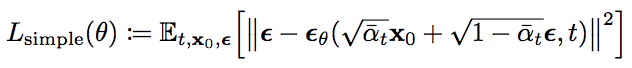 L_simple(θ) := 𝔼_{t,𝐱₀,𝝐}[‖𝝐 − 𝝐_θ(√ᾱ_t 𝐱₀ + √(1 − ᾱ_t) 𝝐, t)‖²]